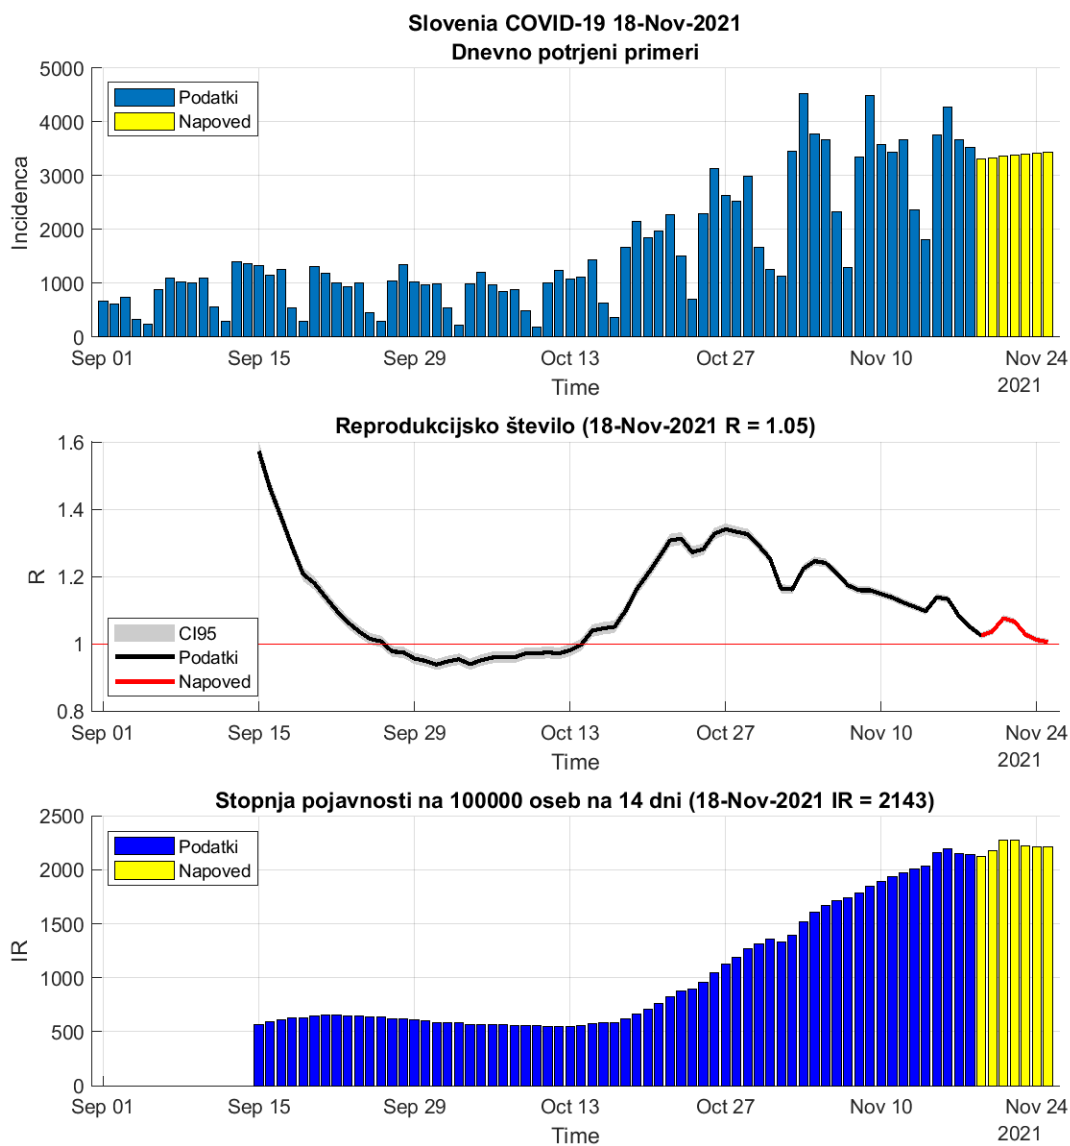 Slovenia COVID-19 18-Nov-2021
Dnevno potrjeni primeri
5000
4000
3000
2000
1000
0
Incidenca
Podatki
Napoved
Sep 01 Sep 15 Sep 29 Oct 13 Oct 27 Nov 10 Nov 24
Time 2021
Reprodukcijsko število (18-Nov-2021 R = 1.05)
1.6
1.4
1.2
1
0.8
R
CI95
Podatki
Napoved
Sep 01 Sep 15 Sep 29 Oct 13 Oct 27 Nov 10 Nov 24
Time 2021
Stopnja pojavnosti na 100000 oseb na 14 dni (18-Nov-2021 IR = 2143)
2500
2000
1500
1000
500
0
IR
Podatki
Napoved
Sep 01 Sep 15 Sep 29 Oct 13 Oct 27 Nov 10 Nov 24
Time 2021